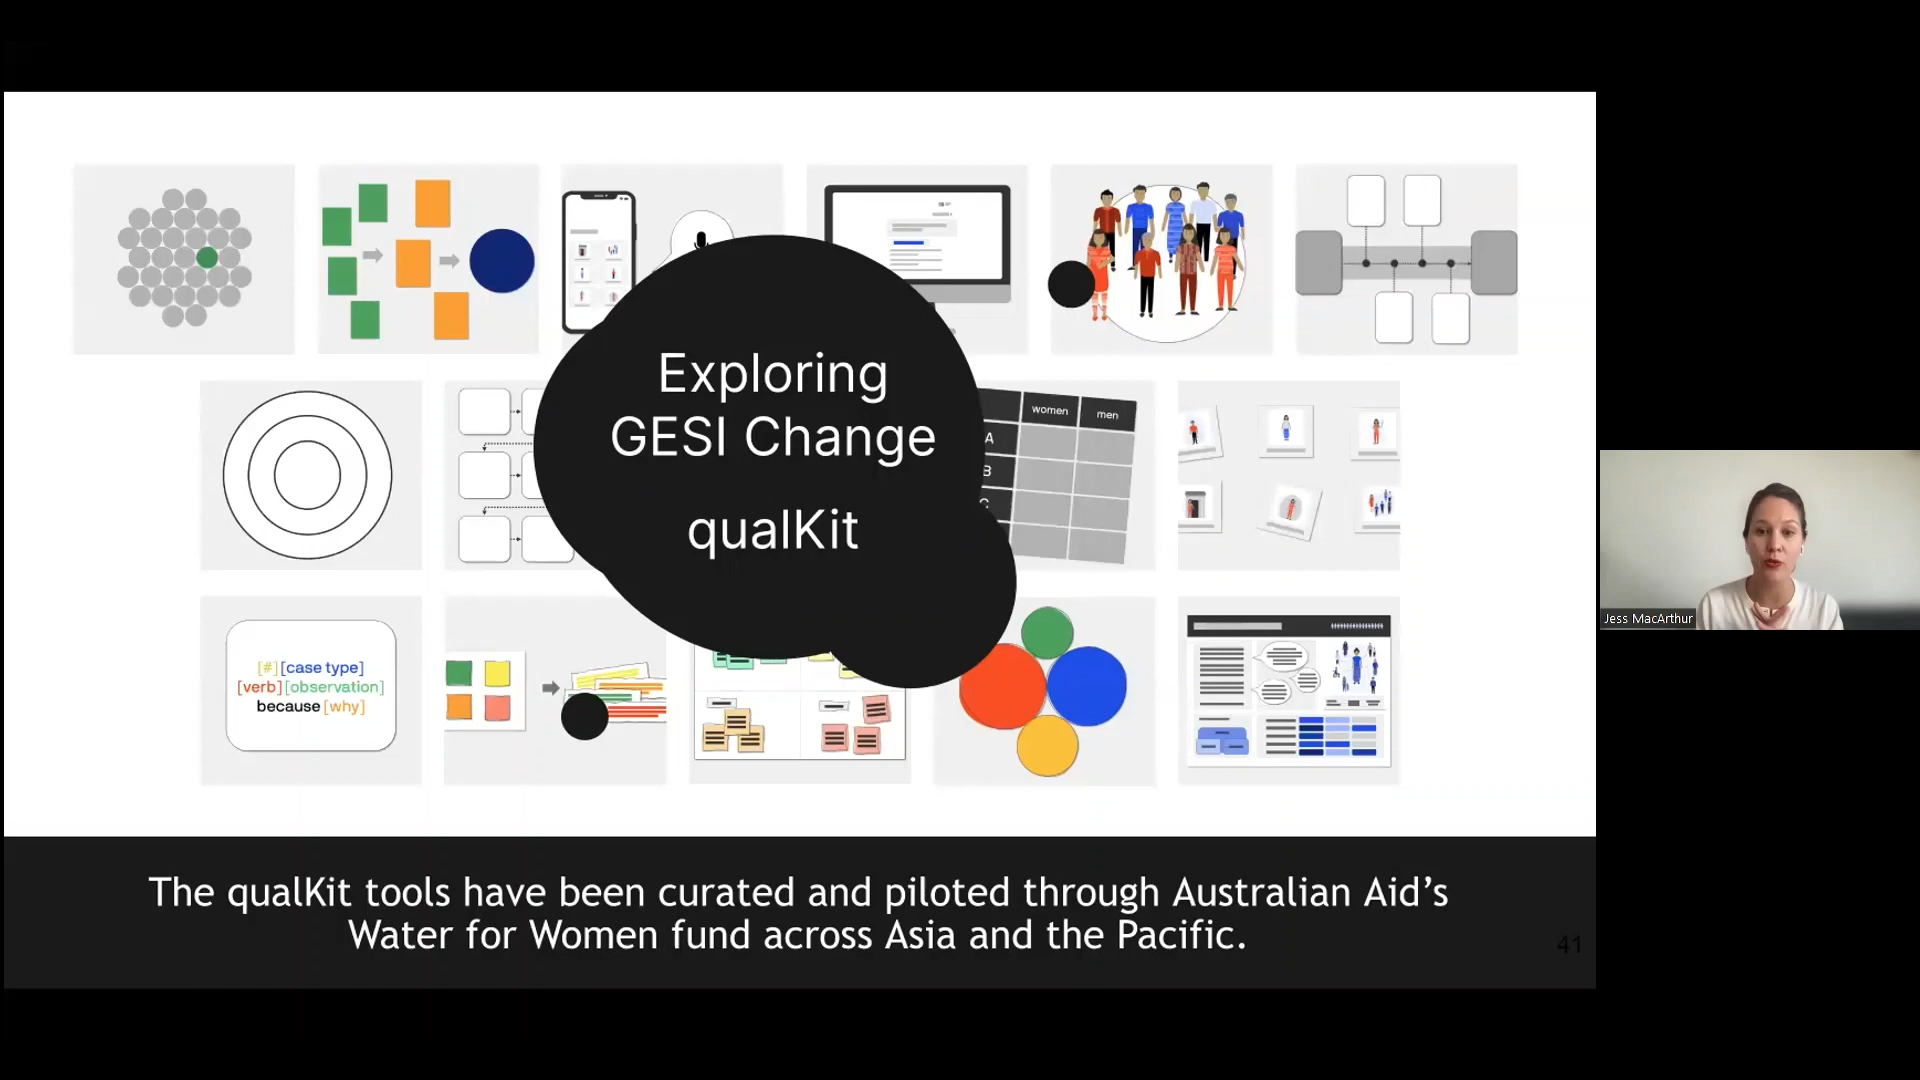 Exploring
GESI Change
qualKit
women men
A
B
C
[#] [case type]
[verb] [observation]
because [why]
The qualKit tools have been curated and piloted through Australian Aid’s
Water for Women fund across Asia and the Pacific.
41
Jess MacArthur